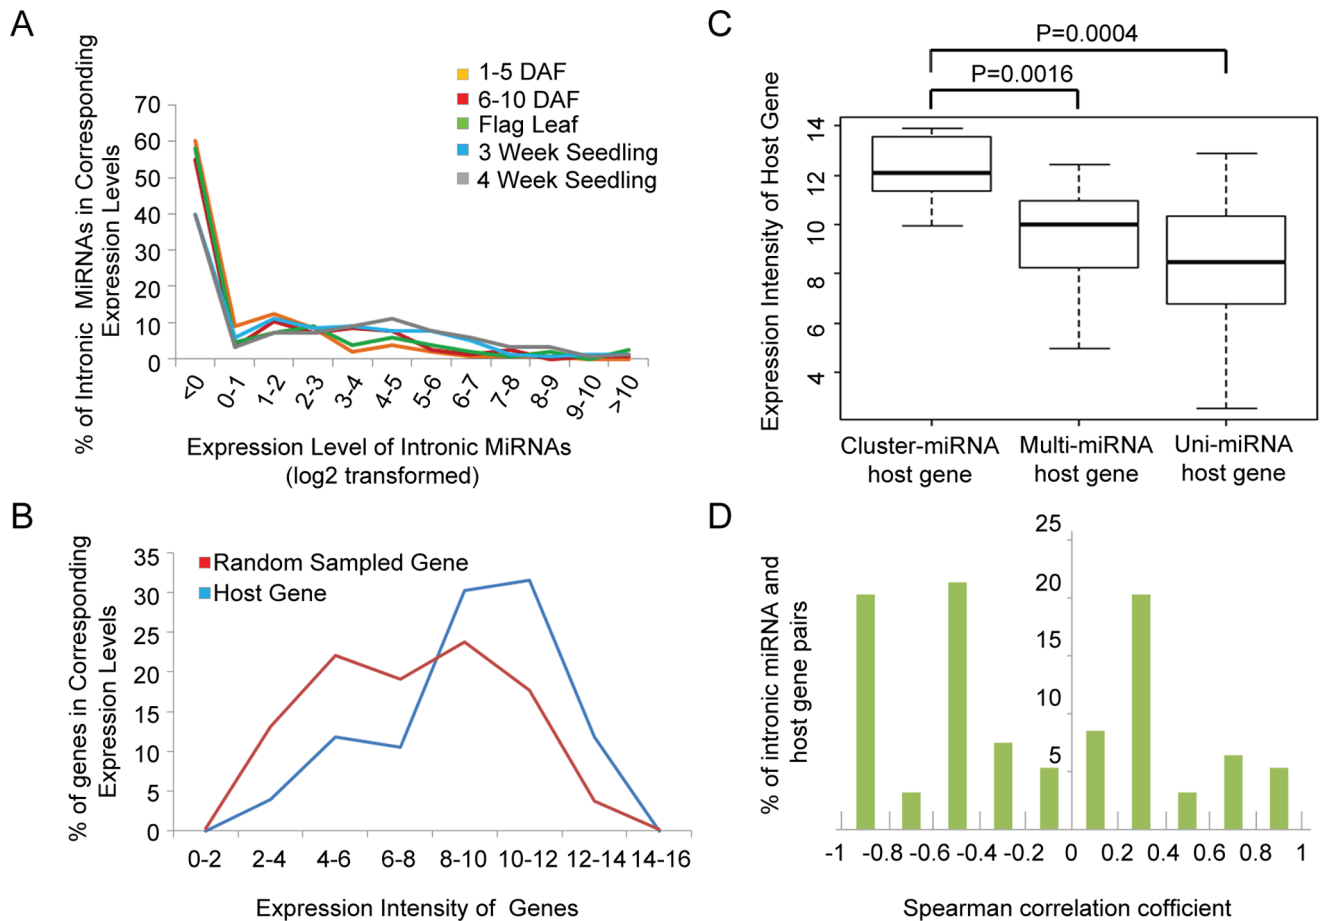 A
% of Intronic MiRNAs in Corresponding
Expression Levels
1-5 DAF
6-10 DAF
Flag Leaf
3 Week Seedling
4 Week Seedling
70
60
50
40
30
20
10
0
<0 0-1 1-2 2-3 3-4 4-5 5-6 6-7 7-8 8-9 9-10 >10
Expression Level of Intronic MiRNAs
(log2 transformed)
B
% of genes in Corresponding
Expression Levels
Random Sampled Gene
Host Gene
35
30
25
20
15
10
5
0
0-2 2-4 4-6 6-8 8-10 10-12 12-14 14-16
Expression Intensity of Genes
C
Expression Intensity of Host Gene
P=0.0004
P=0.0016
14
12
10
8
6
4
Cluster-miRNA
host gene
Multi-miRNA
host gene
Uni-miRNA
host gene
D
% of intronic miRNA and
host gene pairs
25
20
15
10
5
-1 -0.8 -0.6 -0.4 -0.2 0 0.2 0.4 0.6 0.8 1
Spearman correlation cofficient